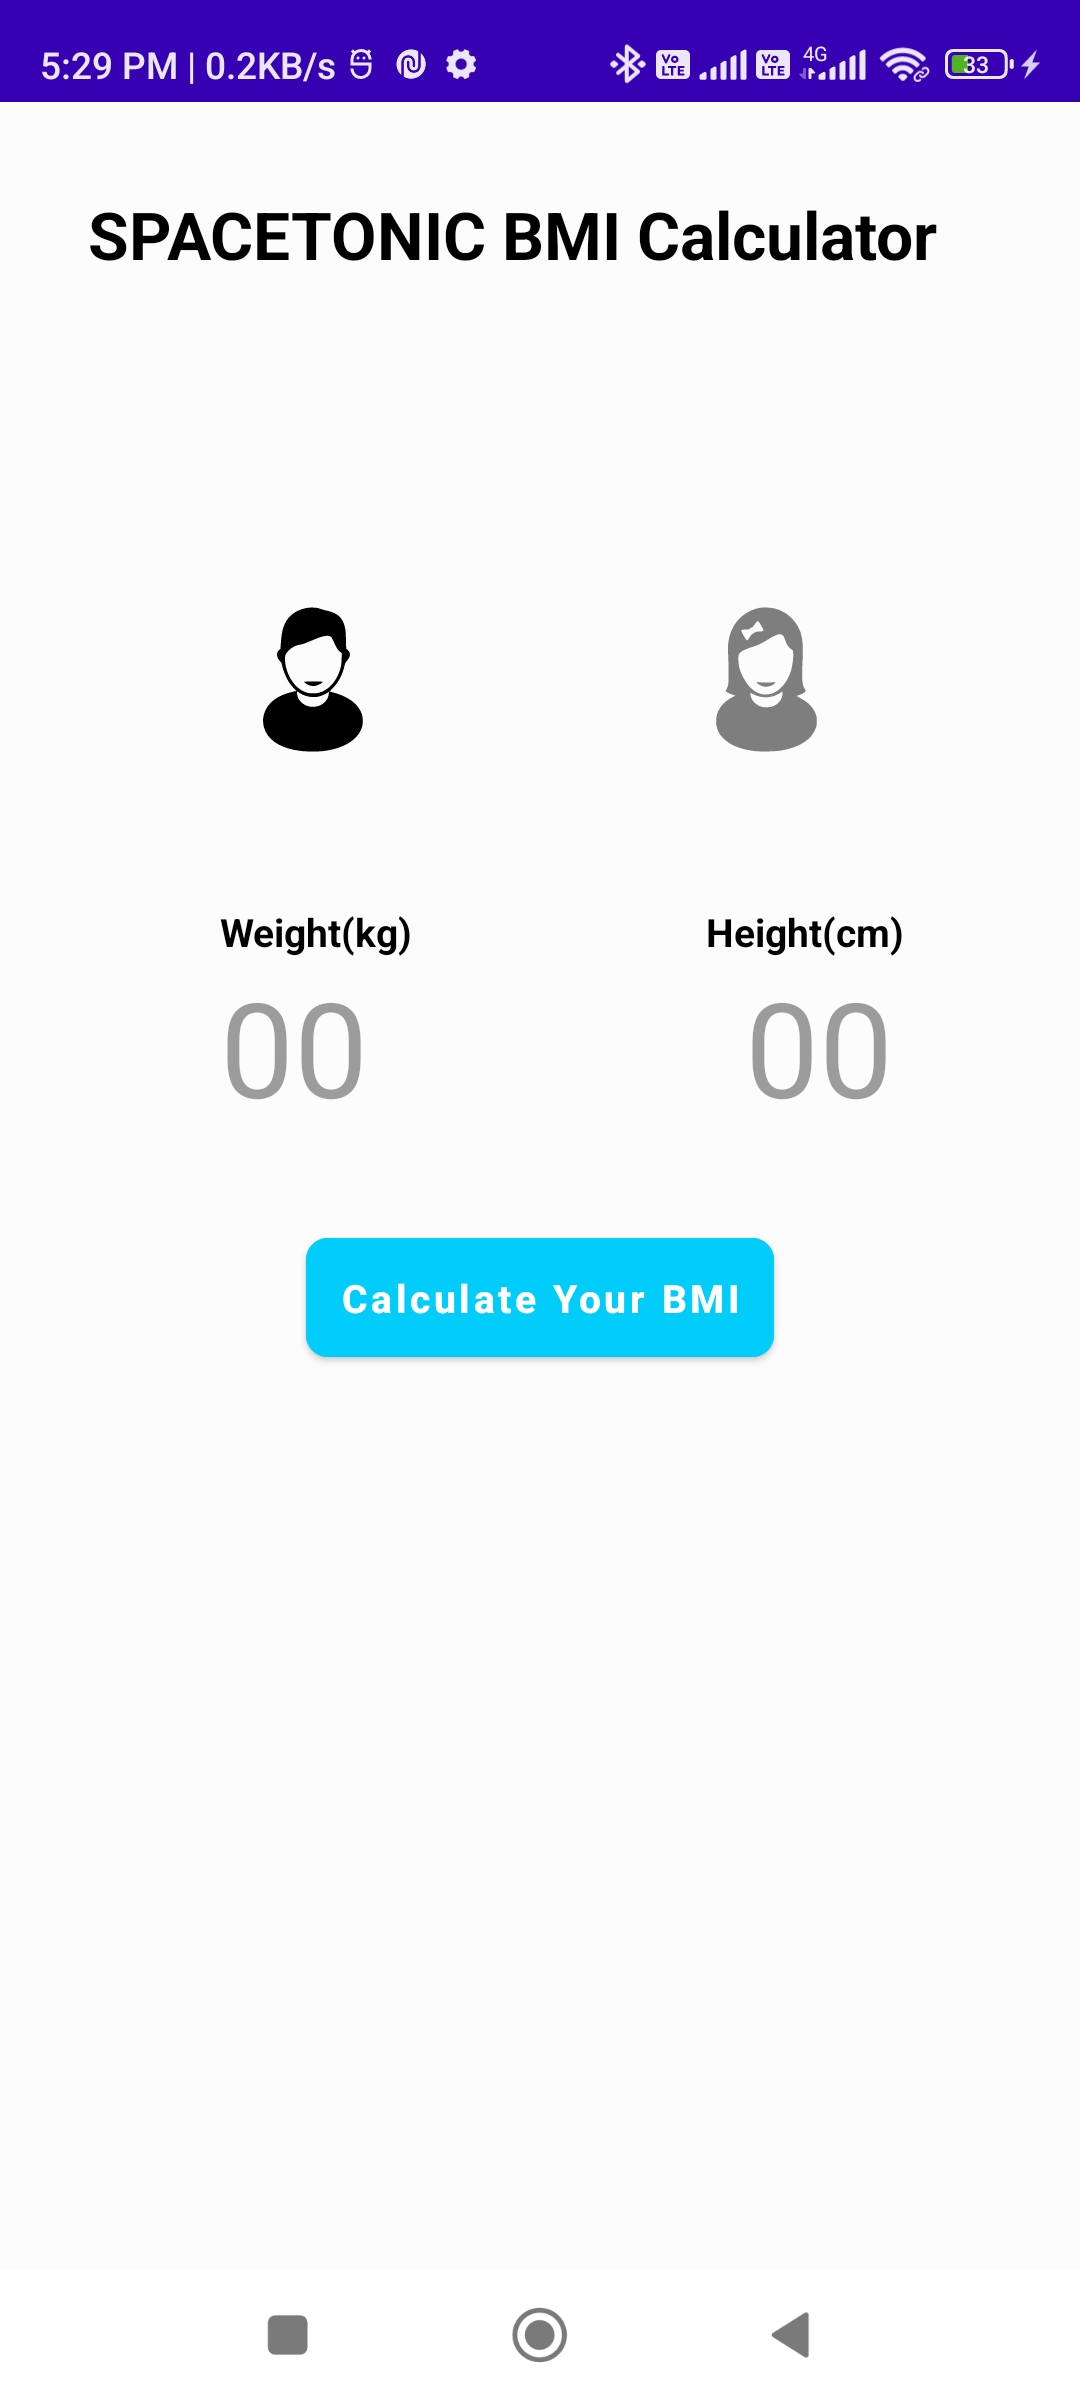 5:29 PM | 0.2KB/s Vo LTE Vo LTE 4G 33
SPACETONIC BMI Calculator
Weight(kg) Height(cm)
00 00
Calculate Your BMI